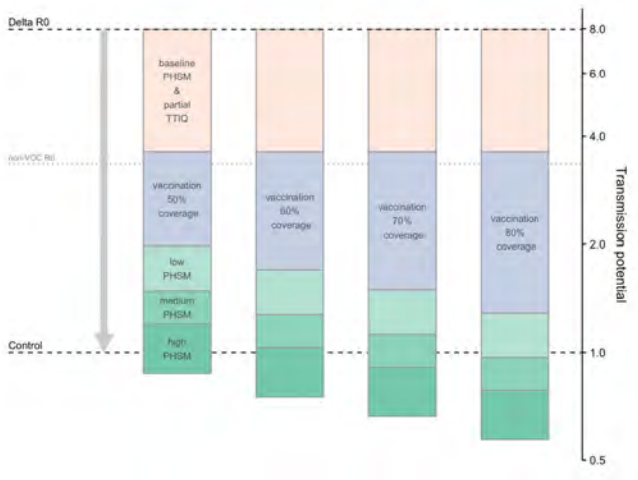 Delta R0
8.0
6.0
4.0
2.0
1.0
0.5
Transmission potential
non-VOC R0
Control
baseline
PHSM
&
partial
TTIQ
vaccination
50%
coverage
low
PHSM
medium
PHSM
high
PHSM
vaccination
60%
coverage
vaccination
70%
coverage
vaccination
80%
coverage